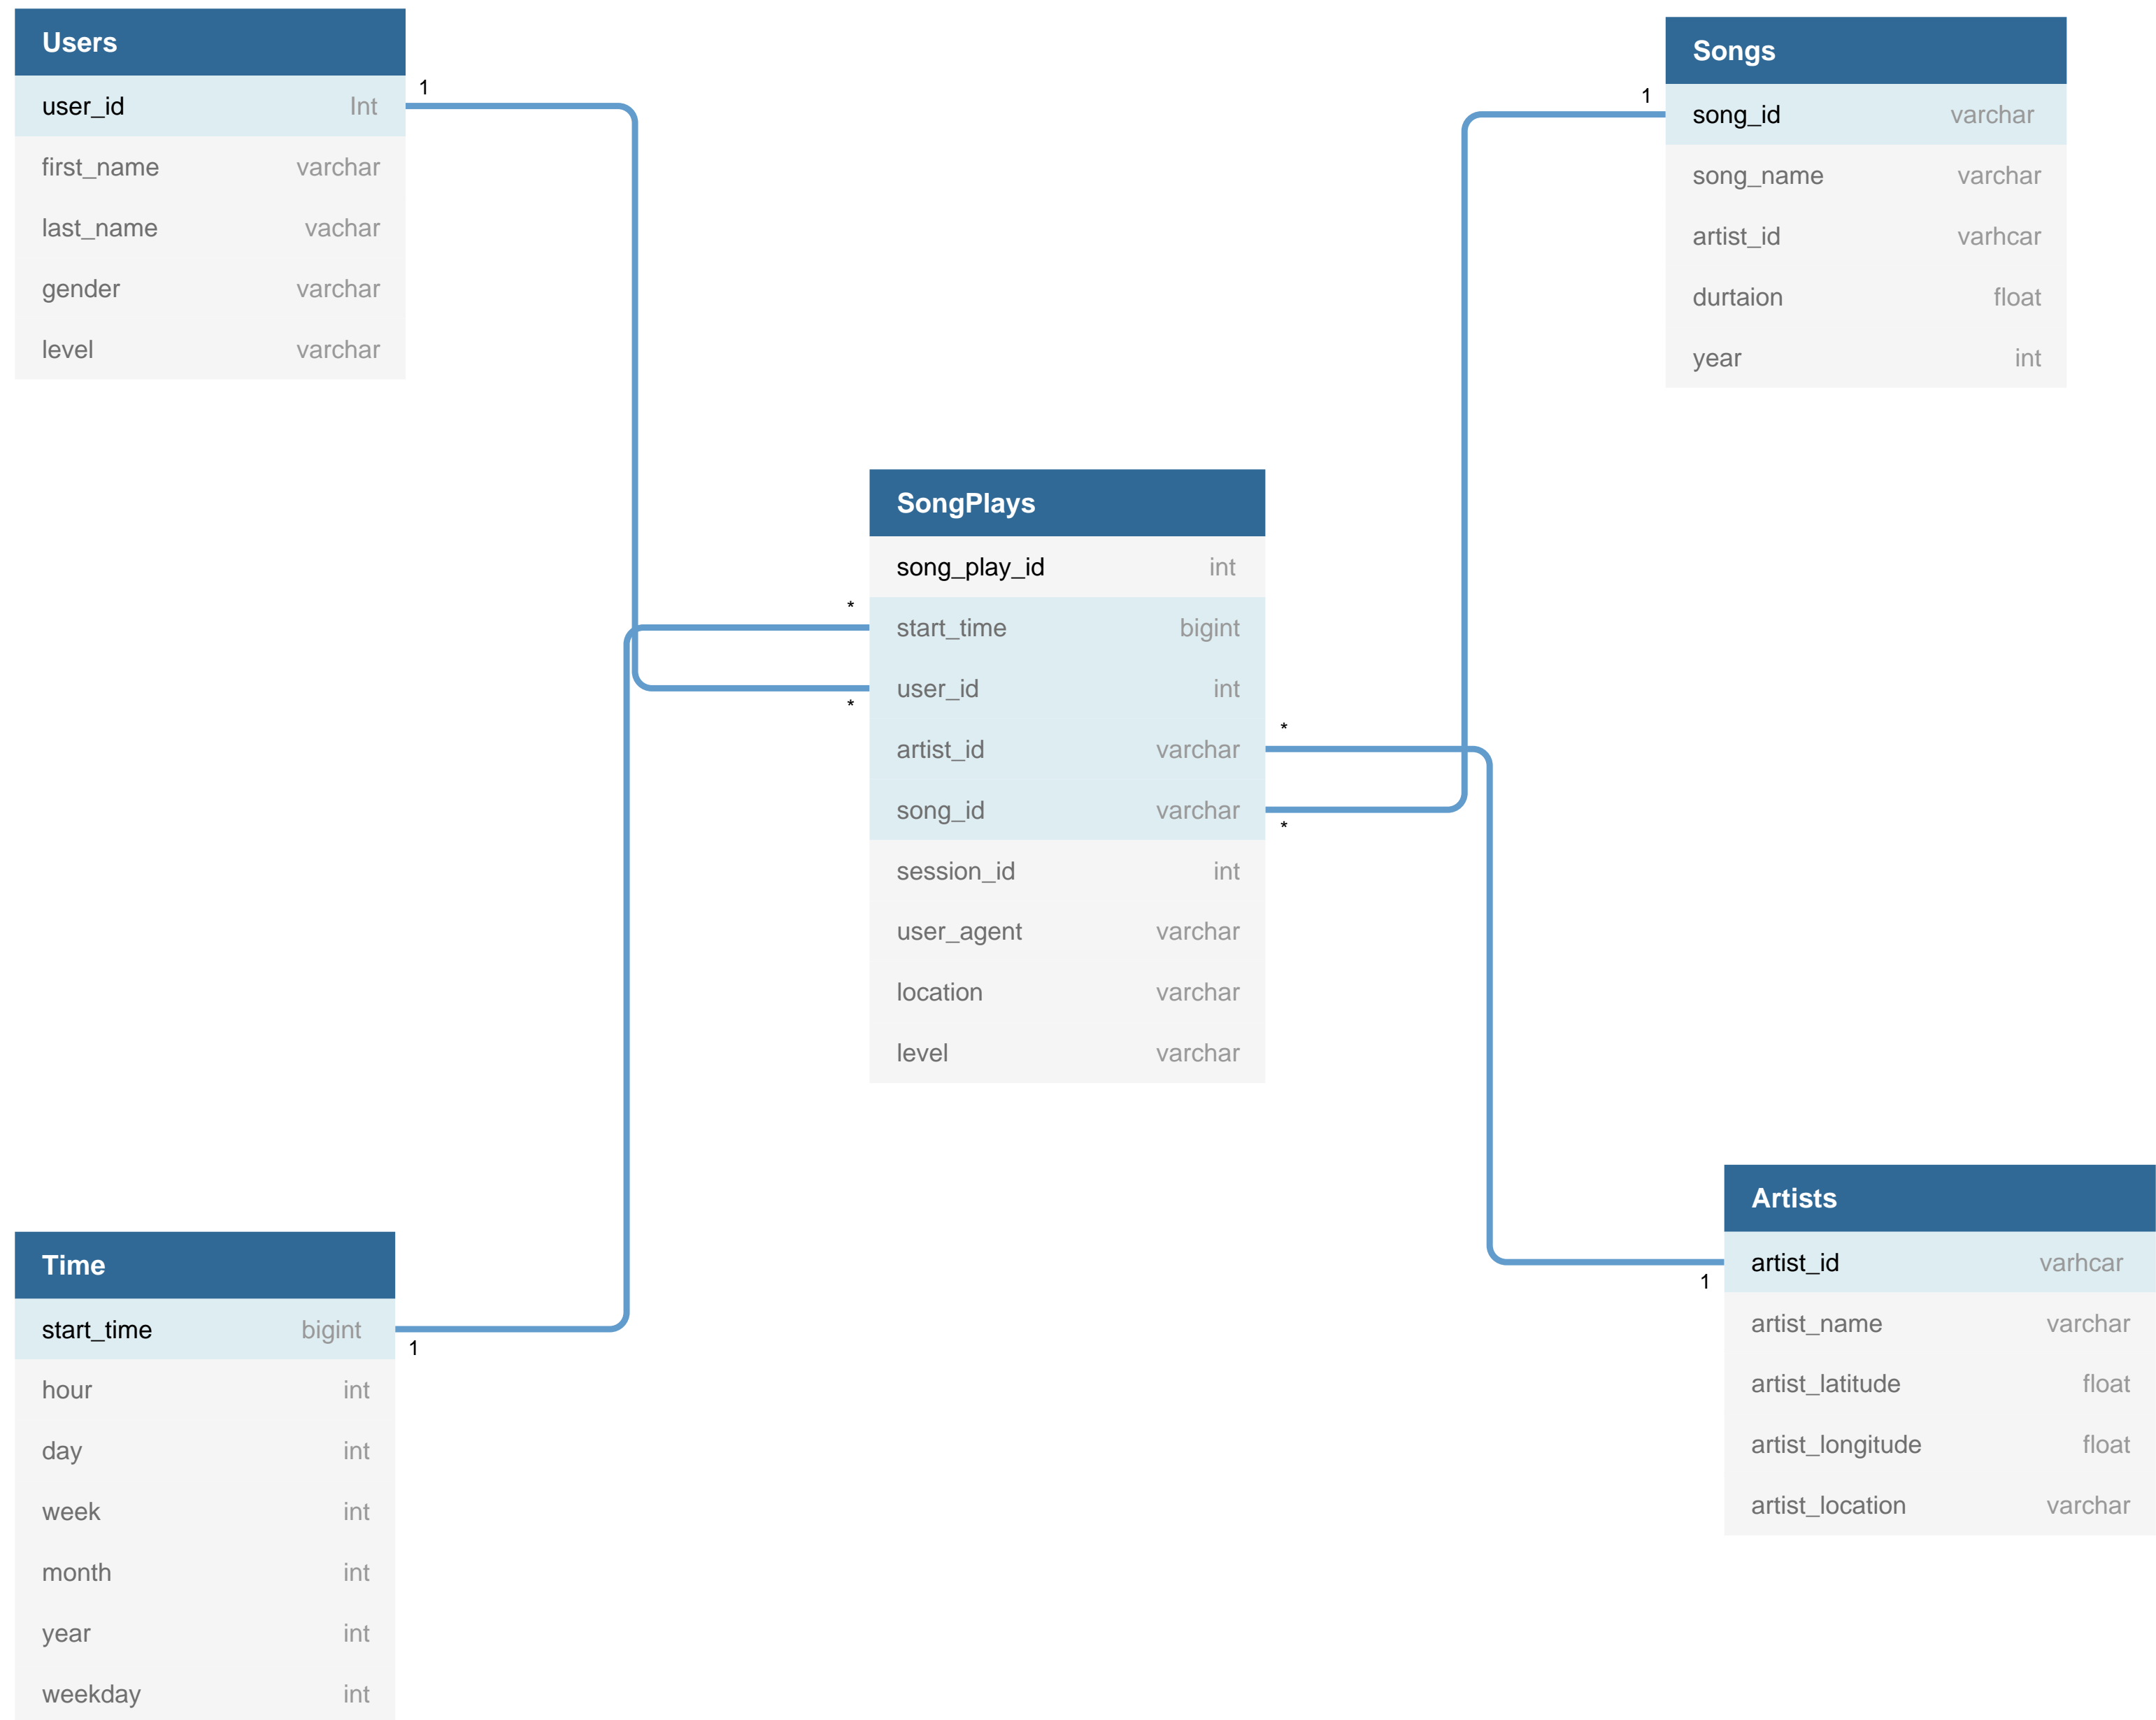 Users
user_id Int
first_name varchar
last_name vachar
gender varchar
level varchar
1
Songs
song_id varchar
song_name varchar
artist_id varhcar
durtaion float
year int
1
SongPlays
song_play_id int
start_time bigint
user_id int
artist_id varchar
song_id varchar
session_id int
user_agent varchar
location varchar
level varchar
*
*
*
*
Time
start_time bigint
hour int
day int
week int
month int
year int
weekday int
1
Artists
artist_id varhcar
artist_name varchar
artist_latitude float
artist_longitude float
artist_location varchar
1